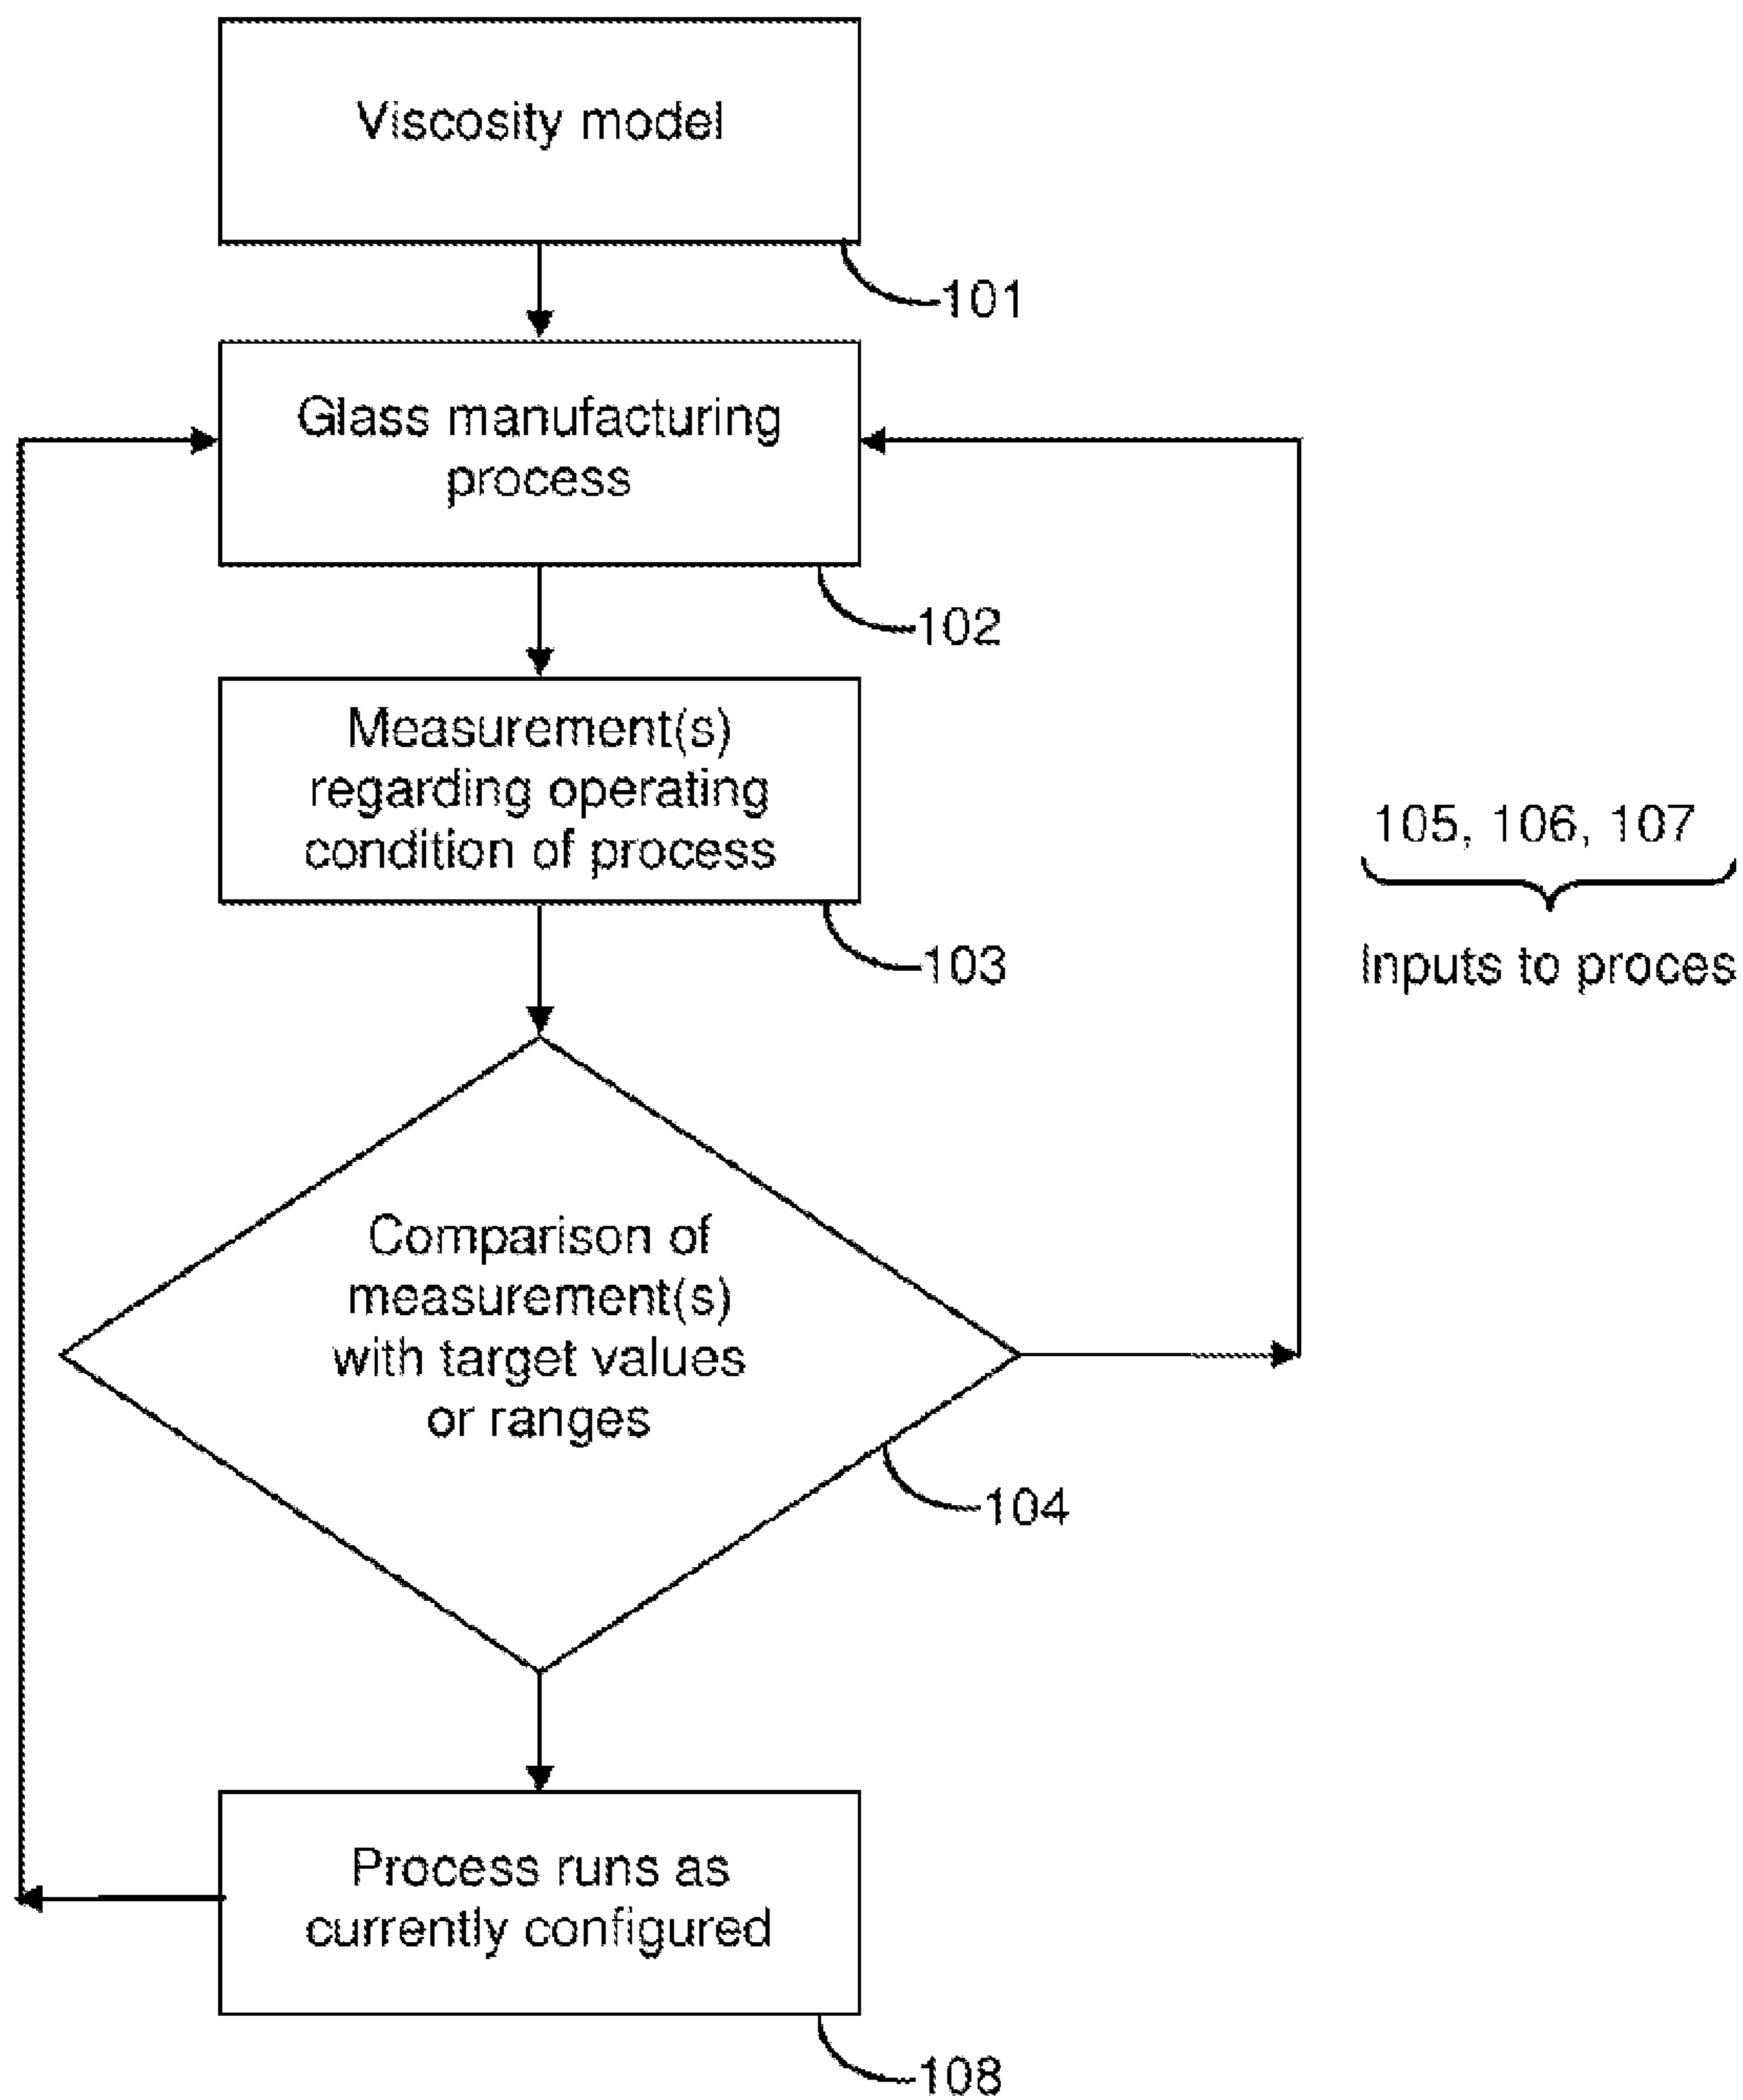 Viscosity model
101
Glass manufacturing
process
102
Measurement(s)
regarding operating
condition of process
103
105, 106, 107
Inputs to proces
Comparison of
measurement(s)
with target values
or ranges
104
Process runs as
currently configured
108